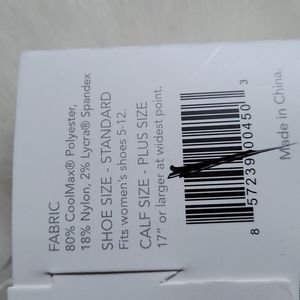 FABRIC
80% CoolMax® Polyester,
18% Nylon, 2% Lycra® Spandex
SHOE SIZE - STANDARD
Fits women's shoes 5-12.
CALF SIZE - PLUS SIZE
17" or larger at widest point.
8 57239 00450 3
Made in China.